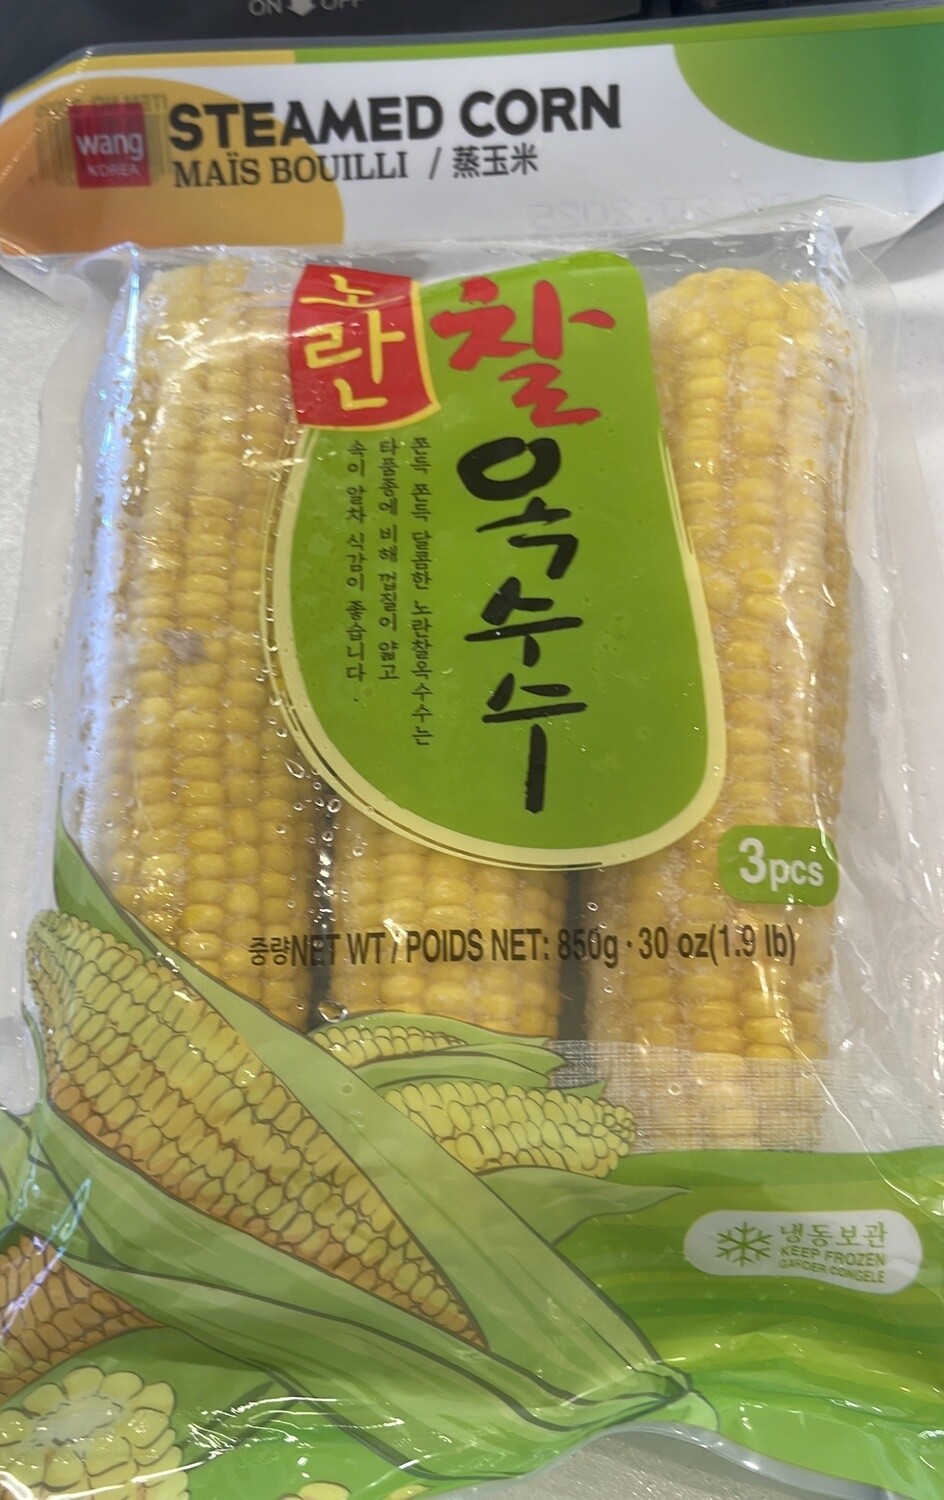 ON OFF
wang
KOREA
STEAMED CORN
MAÏS BOUILLI / 蒸玉米
노란
찰
옥수수
쫀득 쫀득 달콤한 노란찰옥수수는
타품종에 비해 껍질이 얇고
속이 알차 식감이 좋습니다.
3pcs
중량NET WT / POIDS NET: 850g · 30 oz(1.9 lb)
냉동보관
KEEP FROZEN
GARDER CONGELÉ